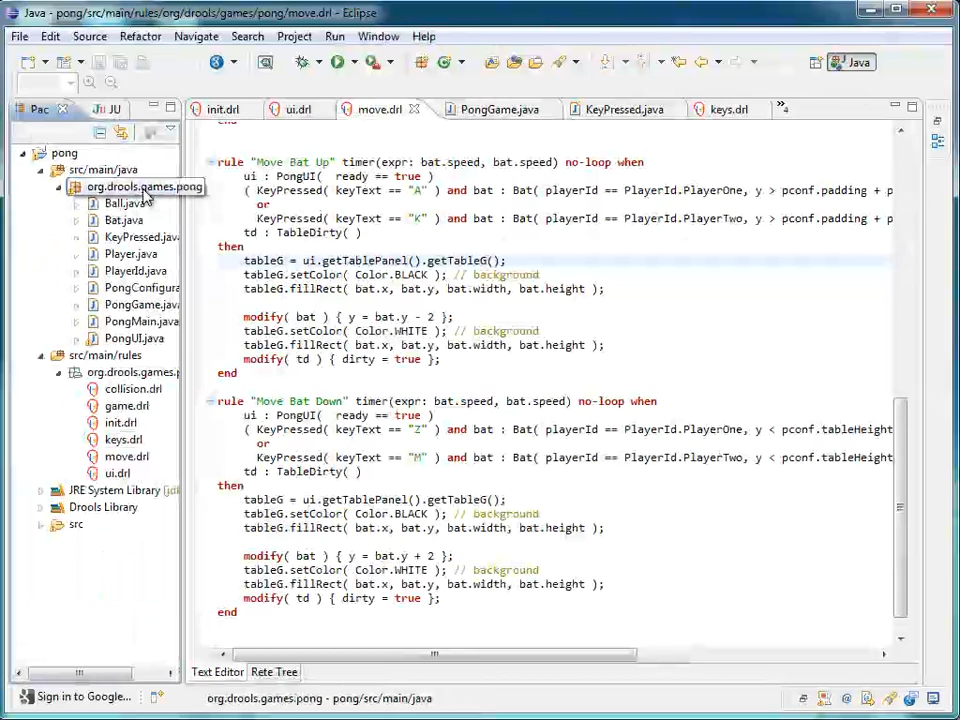 Java - pong/src/main/rules/org/drools/games/pong/move.drl - Eclipse
File Edit Source Refactor Navigate Search Project Run Window Help
Java
Pac JU init.drl ui.drl move.drl PongGame.java KeyPressed.java keys.drl »4
pong
src/main/java
org.drools.games.pong
Ball.java
Bat.java
KeyPressed.java
Player.java
PlayerId.java
PongConfigura
PongGame.java
PongMain.java
PongUI.java
src/main/rules
org.drools.games.p
collision.drl
game.drl
init.drl
keys.drl
move.drl
ui.drl
JRE System Library [jd
Drools Library
src
end
rule "Move Bat Up" timer(expr: bat.speed, bat.speed) no-loop when
ui : PongUI( ready == true )
( KeyPressed( keyText == "A" ) and bat : Bat( playerId == PlayerId.PlayerOne, y > pconf.padding + p
or
KeyPressed( keyText == "K" ) and bat : Bat( playerId == PlayerId.PlayerTwo, y > pconf.padding + p
td : TableDirty( )
then
tableG = ui.getTablePanel().getTableG();
tableG.setColor( Color.BLACK ); // background
tableG.fillRect( bat.x, bat.y, bat.width, bat.height );
modify( bat ) { y = bat.y - 2 };
tableG.setColor( Color.WHITE ); // background
tableG.fillRect( bat.x, bat.y, bat.width, bat.height );
modify( td ) { dirty = true };
end
rule "Move Bat Down" timer(expr: bat.speed, bat.speed) no-loop when
ui : PongUI( ready == true )
( KeyPressed( keyText == "Z" ) and bat : Bat( playerId == PlayerId.PlayerOne, y < pconf.tableHeight
or
KeyPressed( keyText == "M" ) and bat : Bat( playerId == PlayerId.PlayerTwo, y < pconf.tableHeight
td : TableDirty( )
then
tableG = ui.getTablePanel().getTableG();
tableG.setColor( Color.BLACK ); // background
tableG.fillRect( bat.x, bat.y, bat.width, bat.height );
modify( bat ) { y = bat.y + 2 };
tableG.setColor( Color.WHITE ); // background
tableG.fillRect( bat.x, bat.y, bat.width, bat.height );
modify( td ) { dirty = true };
end
Text Editor Rete Tree
Sign in to Google... org.drools.games.pong - pong/src/main/java